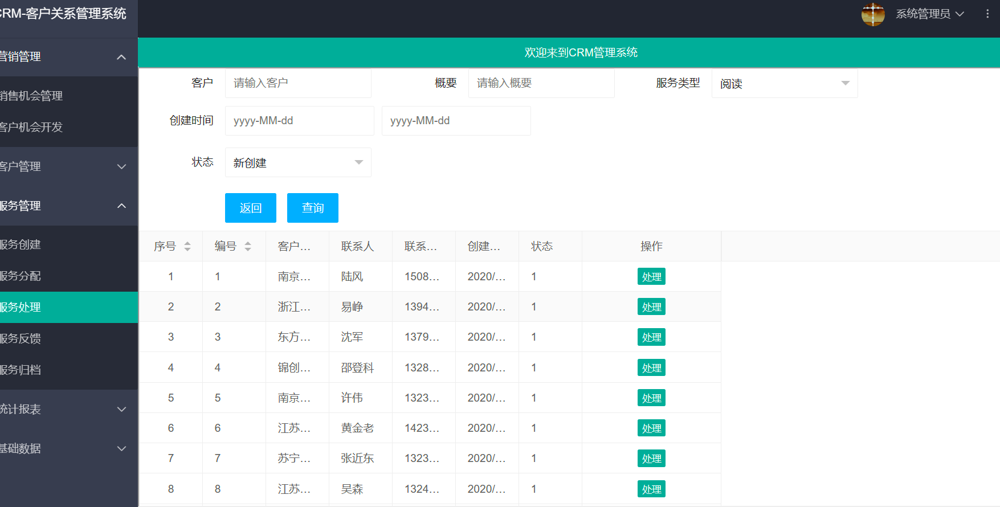 CRM-客户关系管理系统
系统管理员
营销管理
销售机会管理
客户机会开发
客户管理
服务管理
服务创建
服务分配
服务处理
服务反馈
服务归档
统计报表
基础数据
欢迎来到CRM管理系统
客户 请输入客户 概要 请输入概要 服务类型 阅读
创建时间 yyyy-MM-dd yyyy-MM-dd
状态 新创建
返回 查询
序号 编号 客户... 联系人 联系... 创建... 状态 操作
1 1 南京... 陆风 1508... 2020/... 1 处理
2 2 浙江... 易峥 1394... 2020/... 1 处理
3 3 东方... 沈军 1379... 2020/... 1 处理
4 4 锦创... 邵登科 1328... 2020/... 1 处理
5 5 南京... 许伟 1323... 2020/... 1 处理
6 6 江苏... 黄金老 1423... 2020/... 1 处理
7 7 苏宁... 张近东 1323... 2020/... 1 处理
8 8 江苏... 吴森 1324... 2020/... 1 处理